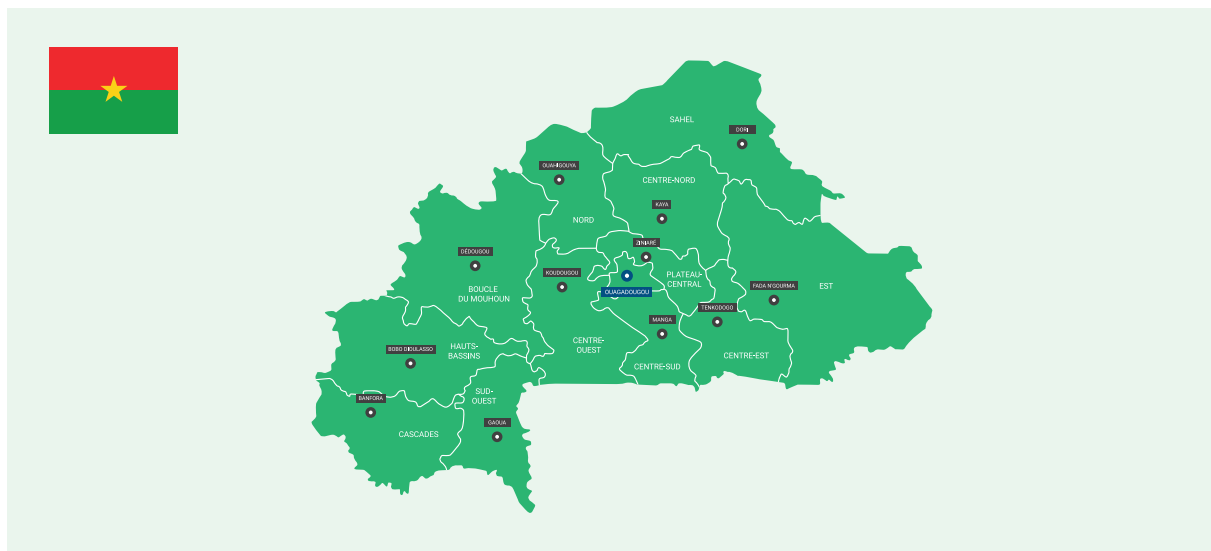 SAHEL
DORI
OUAHIGOUYA
CENTRE-NORD
KAYA
NORD
ZINIARÉ
DÉDOUGOU
KOUDOUGOU
PLATEAU-
CENTRAL
BOUCLE
DU MOUHOUN
OUAGADOUGOU
FADA N'GOURMA
EST
TENKODOGO
MANGA
HAUTS-
BASSINS
BOBO DIOULASSO
CENTRE-
OUEST
CENTRE-EST
CENTRE-SUD
SUD-
OUEST
BANFORA
GAOUA
CASCADES